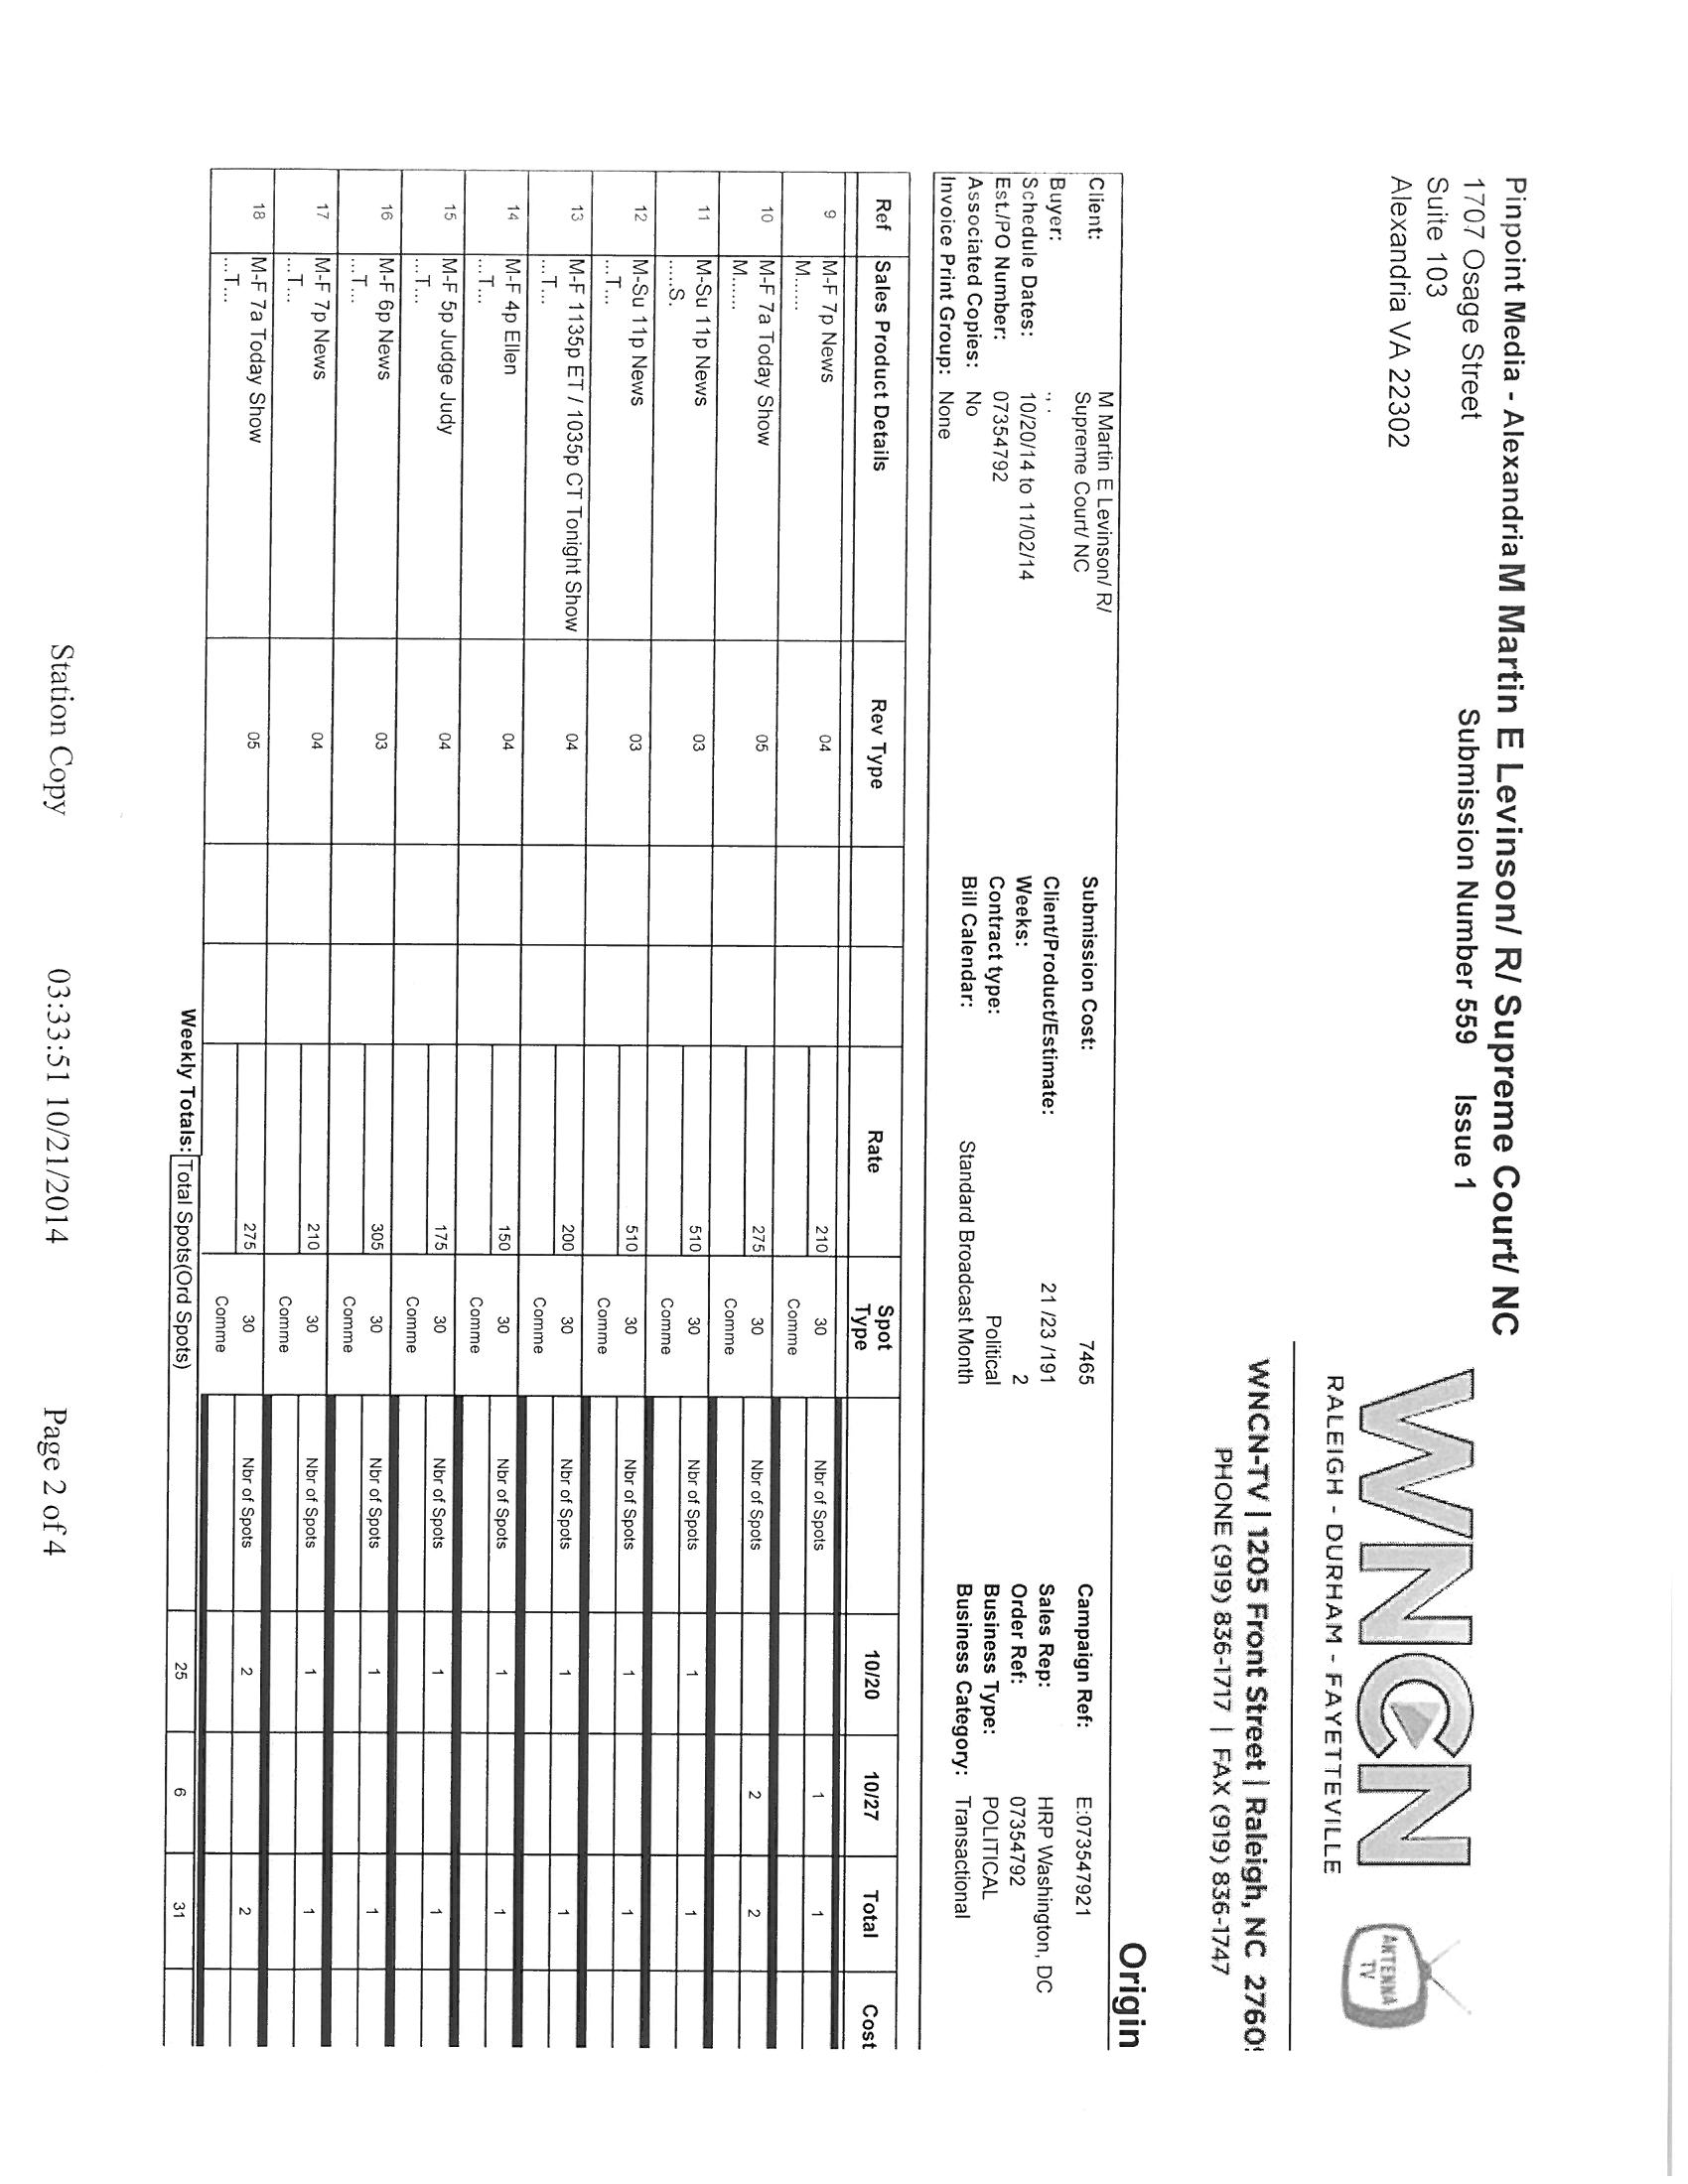 Pinpoint Media - Alexandria M Martin E Levinson/ R/ Supreme Court/ NC
1707 Osage Street
Suite 103
Alexandria VA 22302
Submission Number 559 Issue 1
WNCN
RALEIGH - DURHAM - FAYETTEVILLE
ANTENNA
TV
WNCN-TV | 1205 Front Street | Raleigh, NC 2760
PHONE (919) 836-1717 | FAX (919) 836-1747
Origin
Client: M Martin E Levinson/ R/ Submission Cost: 7465 Campaign Ref: E:073547921
Supreme Court/ NC
Buyer: ., . Client/Product/Estimate: 21 /23 /191 Sales Rep: HRP Washington, DC
Schedule Dates: 10/20/14 to 11/02/14 Weeks: 2 Order Ref: 07354792
Est./PO Number: 07354792 Contract type: Political Business Type: POLITICAL
Associated Copies: No Bill Calendar: Standard Broadcast Month Business Category: Transactional
Invoice Print Group: None
Ref Sales Product Details Rev Type Rate Spot Type 10/20 10/27 Total Cost
9 M-F 7p News 04 210 30 Nbr of Spots 1 1
M...... Comme
10 M-F 7a Today Show 05 275 30 Nbr of Spots 2 2
M...... Comme
11 M-Su 11p News 03 510 30 Nbr of Spots 1 1
.....S. Comme
12 M-Su 11p News 03 510 30 Nbr of Spots 1 1
...T... Comme
13 M-F 1135p ET / 1035p CT Tonight Show 04 200 30 Nbr of Spots 1 1
...T... Comme
14 M-F 4p Ellen 04 150 30 Nbr of Spots 1 1
...T... Comme
15 M-F 5p Judge Judy 04 175 30 Nbr of Spots 1 1
...T... Comme
16 M-F 6p News 03 305 30 Nbr of Spots 1 1
...T... Comme
17 M-F 7p News 04 210 30 Nbr of Spots 1 1
...T... Comme
18 M-F 7a Today Show 05 275 30 Nbr of Spots 2 2
...T... Comme
Weekly Totals: Total Spots(Ord Spots) 25 6 31
Station Copy 03:33:51 10/21/2014 Page 2 of 4